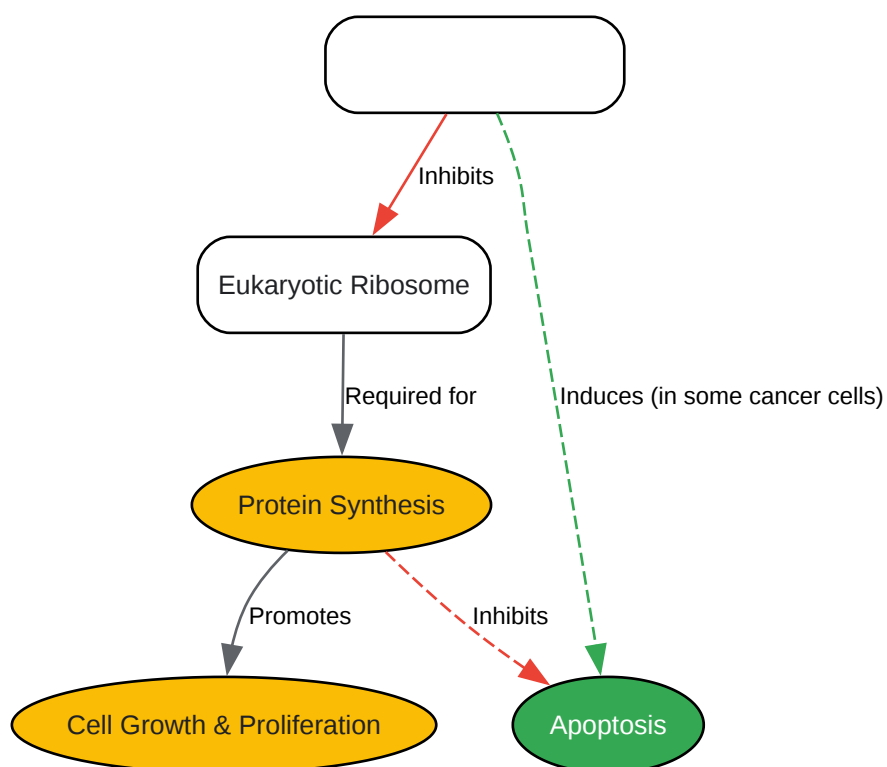 Inhibits
Eukaryotic Ribosome
Required for
Induces (in some cancer cells)
Protein Synthesis
Promotes
Inhibits
Cell Growth & Proliferation
Apoptosis